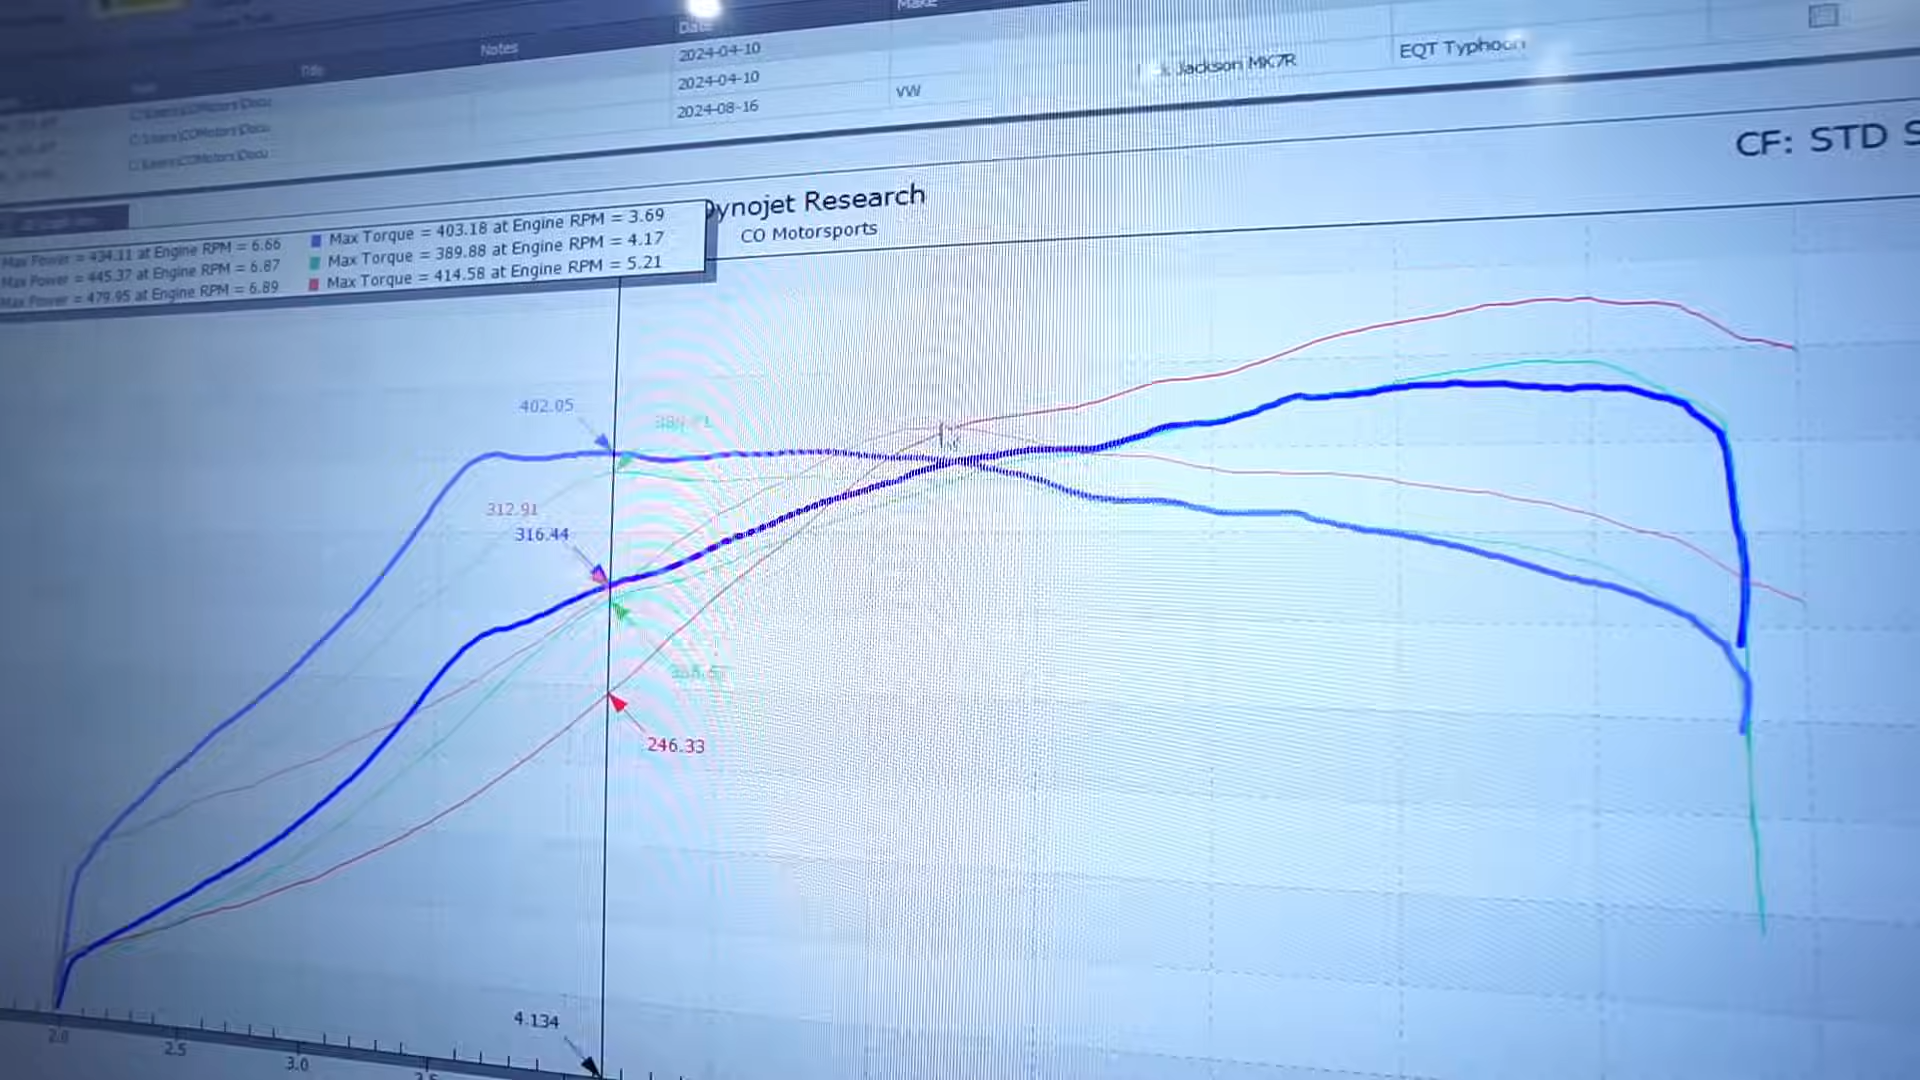 Make
Date
Notes
Title
2024-04-10
2024-04-10
2024-08-16
VW
Jackson MK7R
EQT Typhoon
CF: STD S
Dynojet Research
CO Motorsports
Max Power = 434.11 at Engine RPM = 6.66
Max Torque = 403.18 at Engine RPM = 3.69
Max Power = 445.37 at Engine RPM = 6.87
Max Torque = 389.88 at Engine RPM = 4.17
Max Power = 479.95 at Engine RPM = 6.89
Max Torque = 414.58 at Engine RPM = 5.21
402.05
312.91
316.44
246.33
4.134
2.0
2.5
3.0